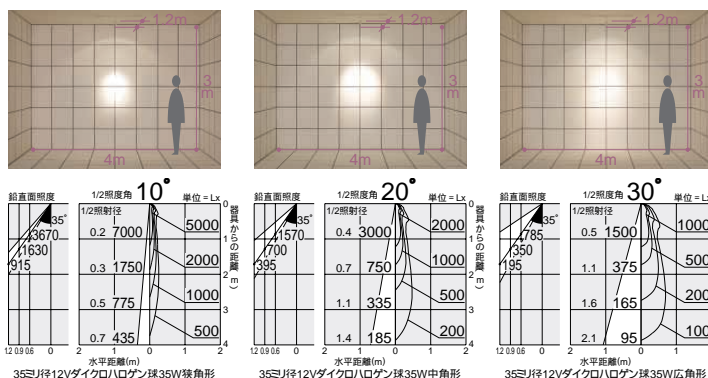 1.2m
3m
4m
1.2m
3m
4m
1.2m
3m
4m
鉛直面照度 1/2照度角 10° 単位=Lx
1/2照射径
35°
3670
1630
915
0.2 7000
0.3 1750
0.5 775
0.7 435
5000
2000
1000
500
0
1
2
3
4
器具からの距離(m)
1.2 0.9 0.6 0 2 1 0 1 2
水平距離(m)
35ミリ径12Vダイクロハロゲン球35W狭角形
鉛直面照度 1/2照度角 20° 単位=Lx
1/2照射径
35°
1570
700
395
0.4 3000
0.7 750
1.1 335
1.4 185
2000
1000
500
200
0
1
2
3
4
器具からの距離(m)
1.2 0.9 0.6 0 2 1 0 1 2
水平距離(m)
35ミリ径12Vダイクロハロゲン球35W中角形
鉛直面照度 1/2照度角 30° 単位=Lx
1/2照射径
35°
785
350
195
0.5 1500
1.1 375
1.6 165
2.1 95
1000
500
200
100
1.2 0.9 0.6 0 2 1 0 1 2
水平距離(m)
35ミリ径12Vダイクロハロゲン球35W広角形